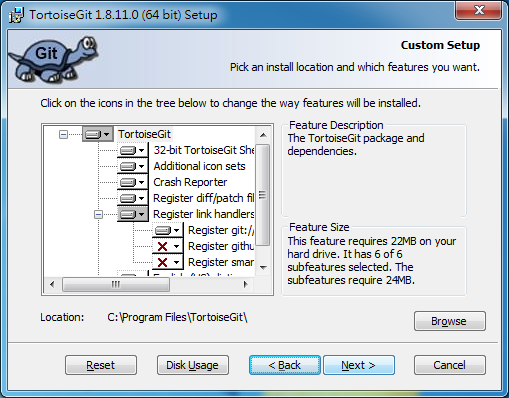 TortoiseGit 1.8.11.0 (64 bit) Setup
Git
Custom Setup
Pick an install location and which features you want.
Click on the icons in the tree below to change the way features will be installed.
TortoiseGit
32-bit TortoiseGit She
Additional icon sets
Crash Reporter
Register diff/patch fil
Register link handlers
Register git:/
Register githu
Register smar
Feature Description
The TortoiseGit package and
dependencies.
Feature Size
This feature requires 22MB on your
hard drive. It has 6 of 6
subfeatures selected. The
subfeatures require 24MB.
Location: C:\Program Files\TortoiseGit\
Browse
Reset
Disk Usage
< Back
Next >
Cancel